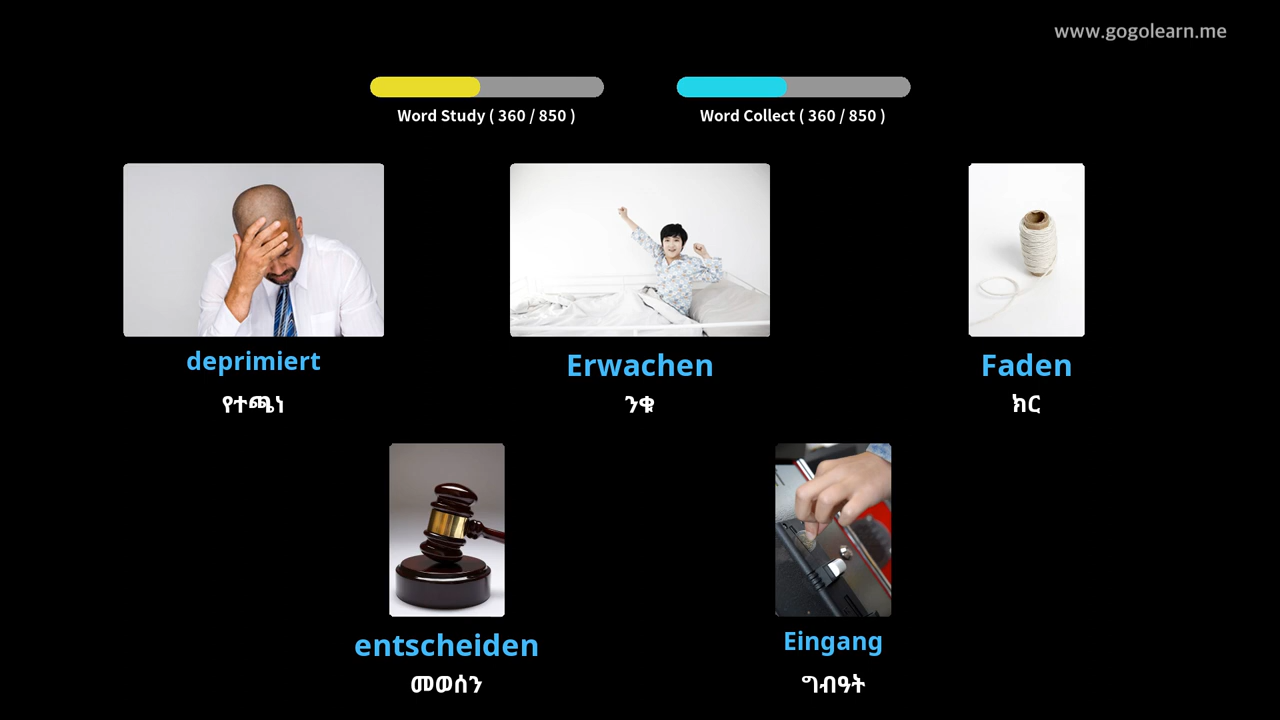 www.gogolearn.me
Word Study ( 360 / 850 )
Word Collect ( 360 / 850 )
deprimiert
Erwachen
Faden
የተጫነ
ንቁ
ክር
entscheiden
Eingang
መወሰን
ግብዓት